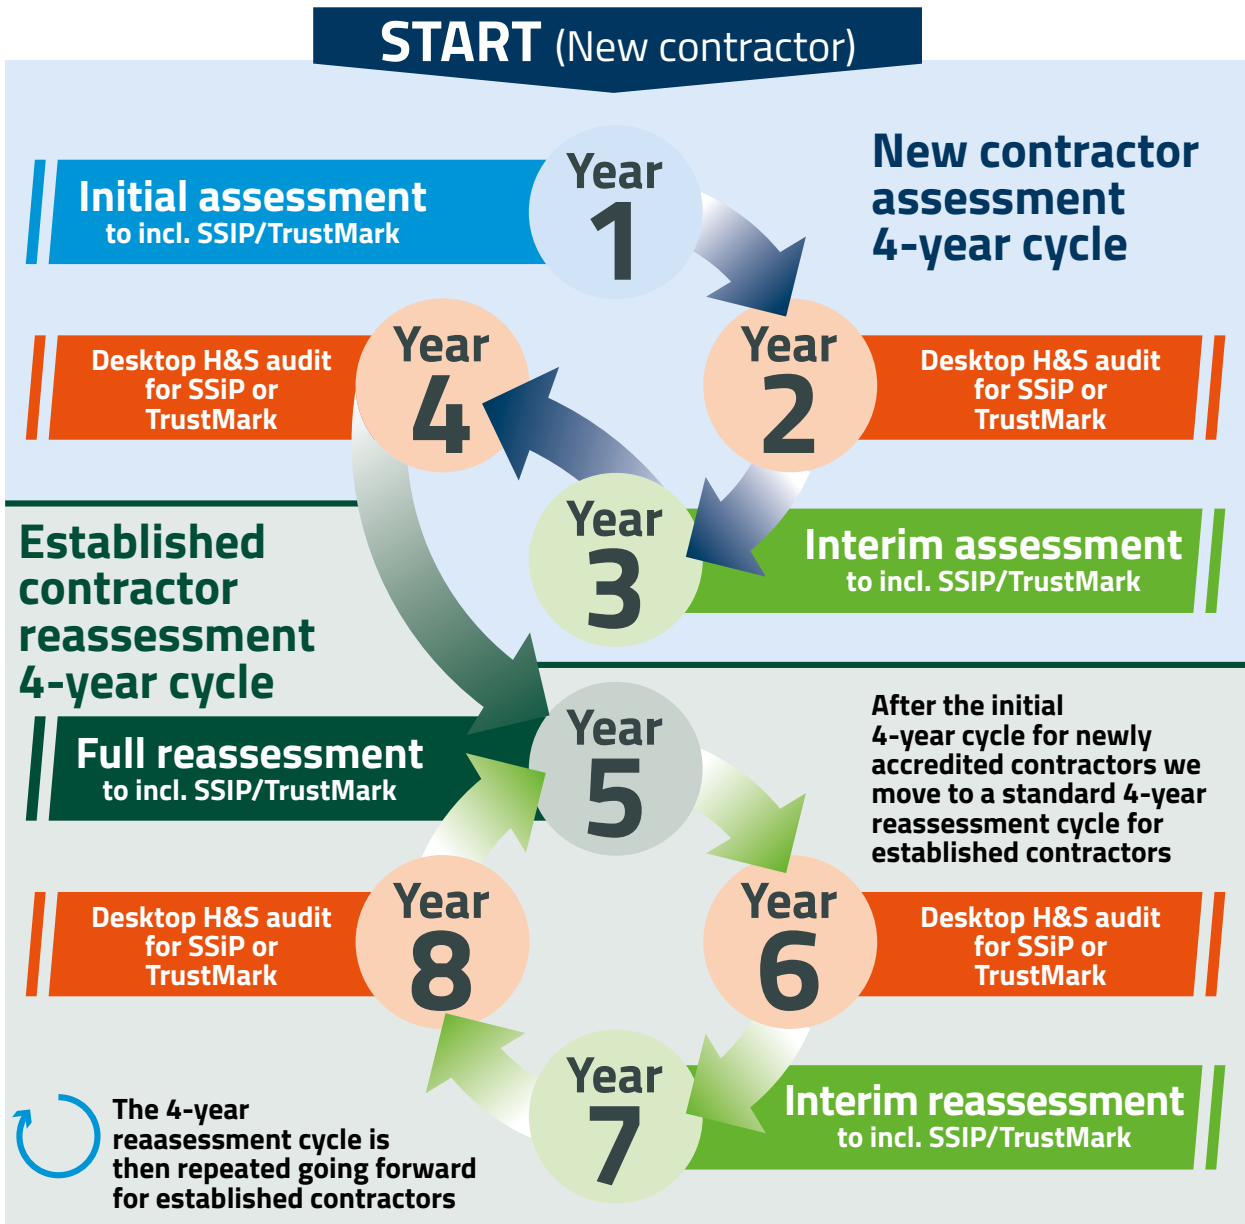 START (New contractor)
New contractor
assessment
4-year cycle
Year
1
Initial assessment
to incl. SSIP/TrustMark
Year
2
Desktop H&S audit
for SSiP or
TrustMark
Year
3
Interim assessment
to incl. SSIP/TrustMark
Year
4
Desktop H&S audit
for SSiP or
TrustMark
Established
contractor
reassessment
4-year cycle
Year
5
Full reassessment
to incl. SSIP/TrustMark
After the initial
4-year cycle for newly
accredited contractors we
move to a standard 4-year
reassessment cycle for
established contractors
Year
6
Desktop H&S audit
for SSiP or
TrustMark
Year
7
Interim reassessment
to incl. SSIP/TrustMark
Year
8
Desktop H&S audit
for SSiP or
TrustMark
The 4-year
reaasessment cycle is
then repeated going forward
for established contractors